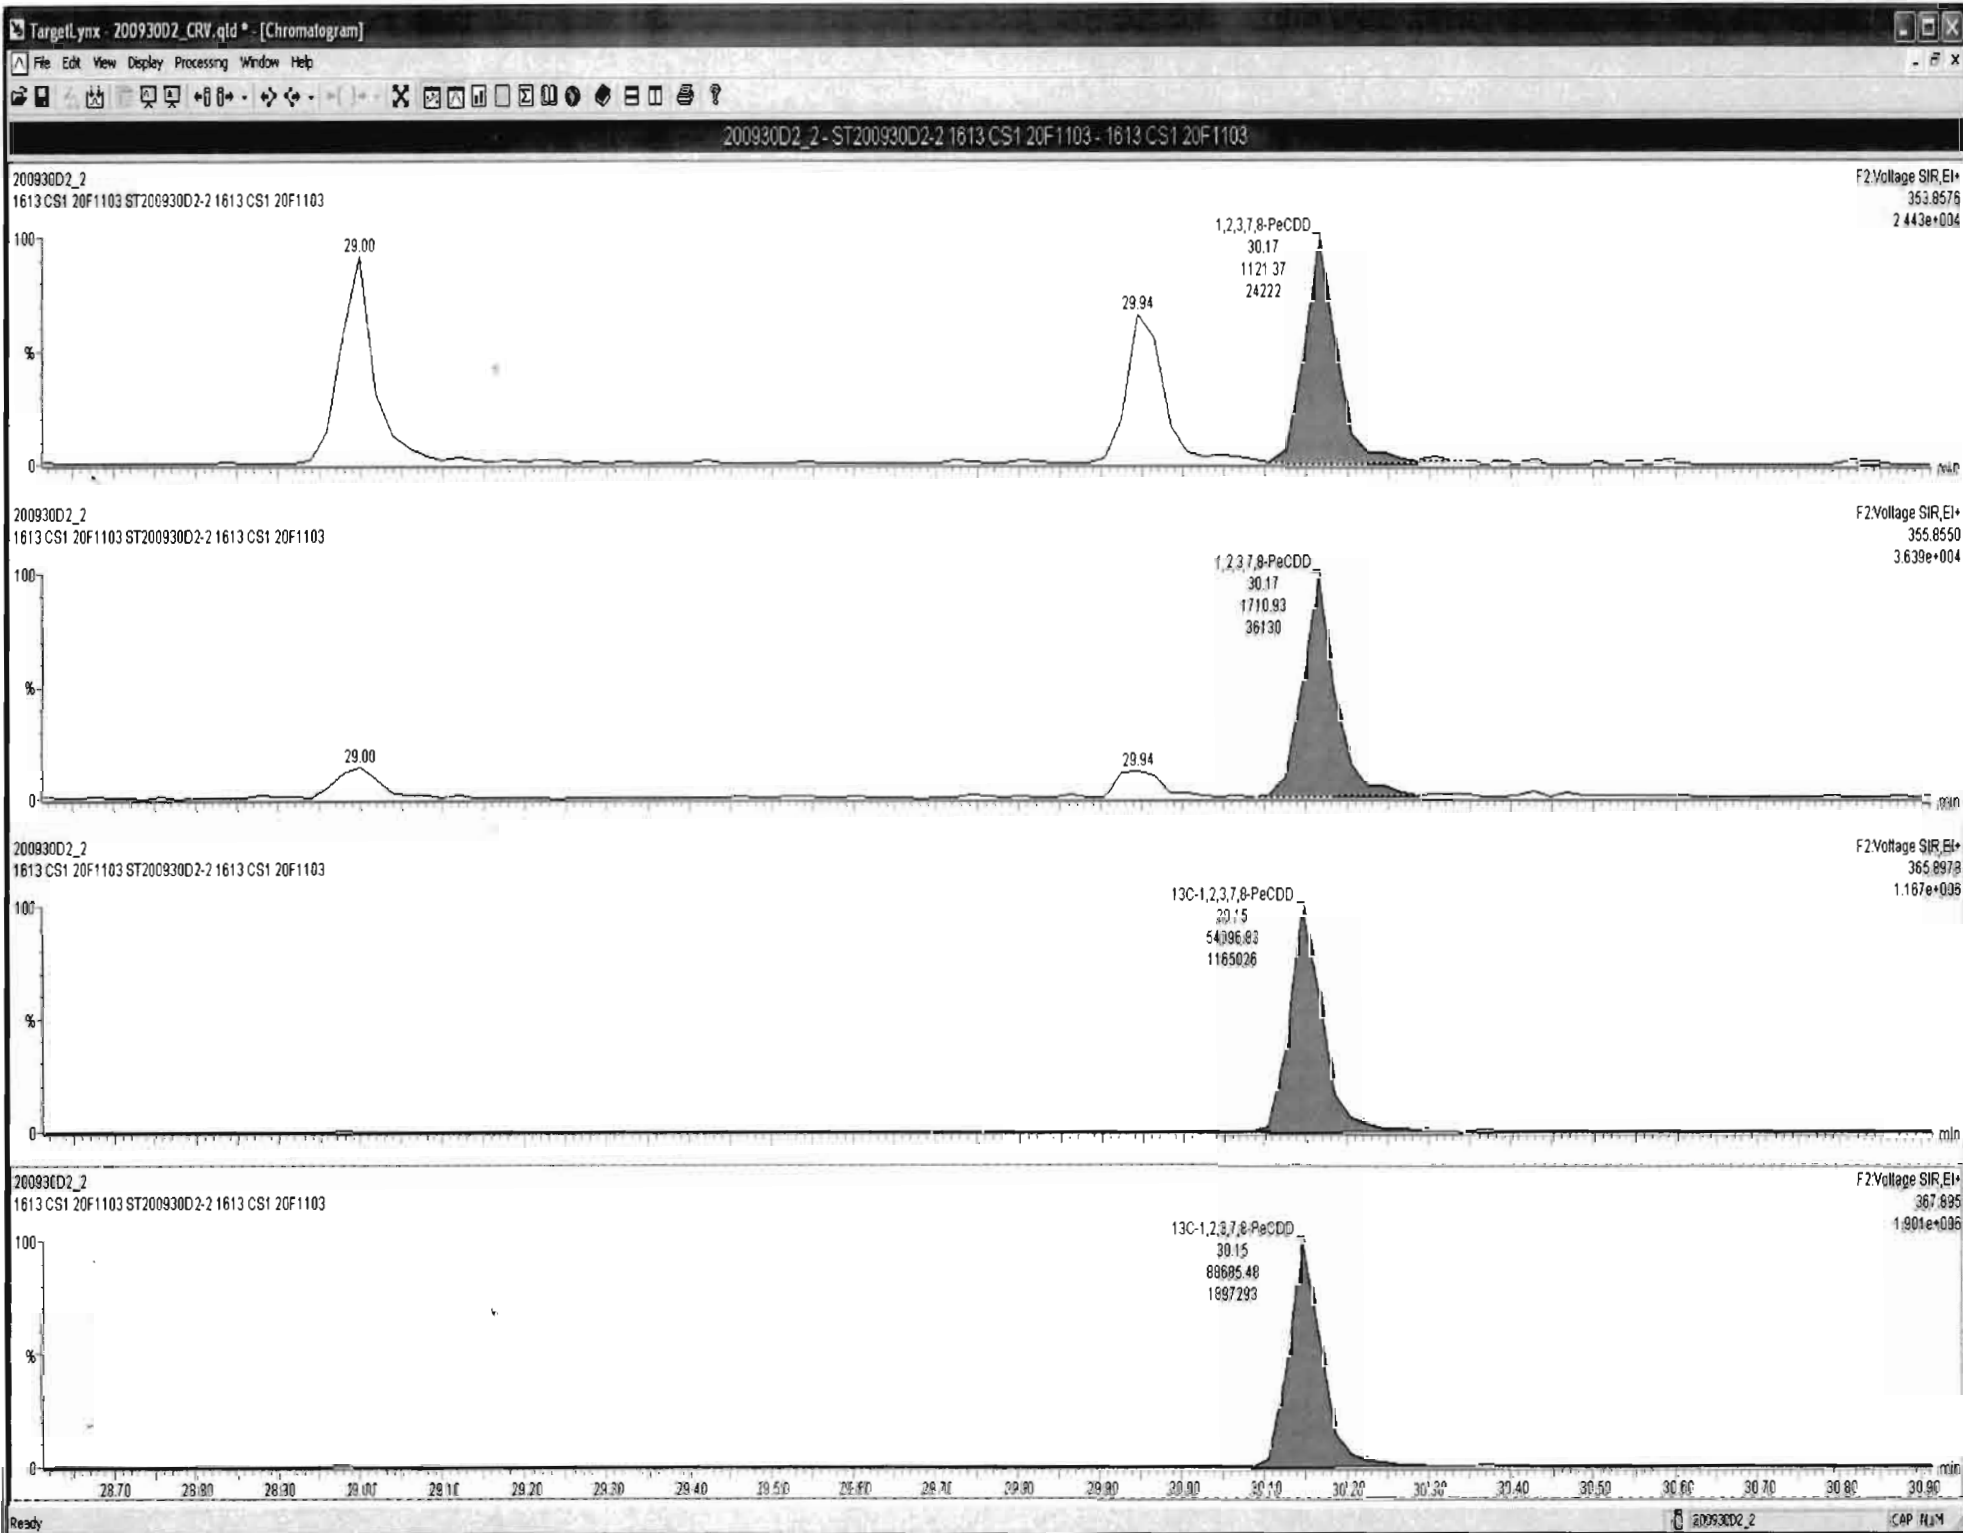 TargetLynx - 200930D2_CRV.qld * - [Chromatogram]
File Edit View Display Processing Window Help
200930D2_2 - ST200930D2-2 1613 CS1 20F1103 - 1613 CS1 20F1103
200930D2_2
1613 CS1 20F1103 ST200930D2-2 1613 CS1 20F1103
F2:Voltage SIR,EI+
353.8576
2.443e+004
100
%
0
29.00
29.94
1,2,3,7,8-PeCDD
30.17
1121.37
24222
min
200930D2_2
1613 CS1 20F1103 ST200930D2-2 1613 CS1 20F1103
F2:Voltage SIR,EI+
355.8550
3.639e+004
100
%
0
29.00
29.94
1,2,3,7,8-PeCDD
30.17
1710.93
36130
min
200930D2_2
1613 CS1 20F1103 ST200930D2-2 1613 CS1 20F1103
F2:Voltage SIR,EI+
365.8978
1.167e+006
100
%
0
13C-1,2,3,7,8-PeCDD
1165026
min
200930D2_2
1613 CS1 20F1103 ST200930D2-2 1613 CS1 20F1103
F2:Voltage SIR,EI+
367.895
1.901e+006
100
%
0
13C-1,2,3,7,8-PeCDD
30.15
88685.48
1897293
min
28.70 28.80 28.90 29.00 29.10 29.20 29.30 29.40 29.50 29.60 29.70 29.80 29.90 30.10 30.20 30.30 30.40 30.50 30.60 30.70 30.80 30.90
Ready
200930D2_2
CAP NUM